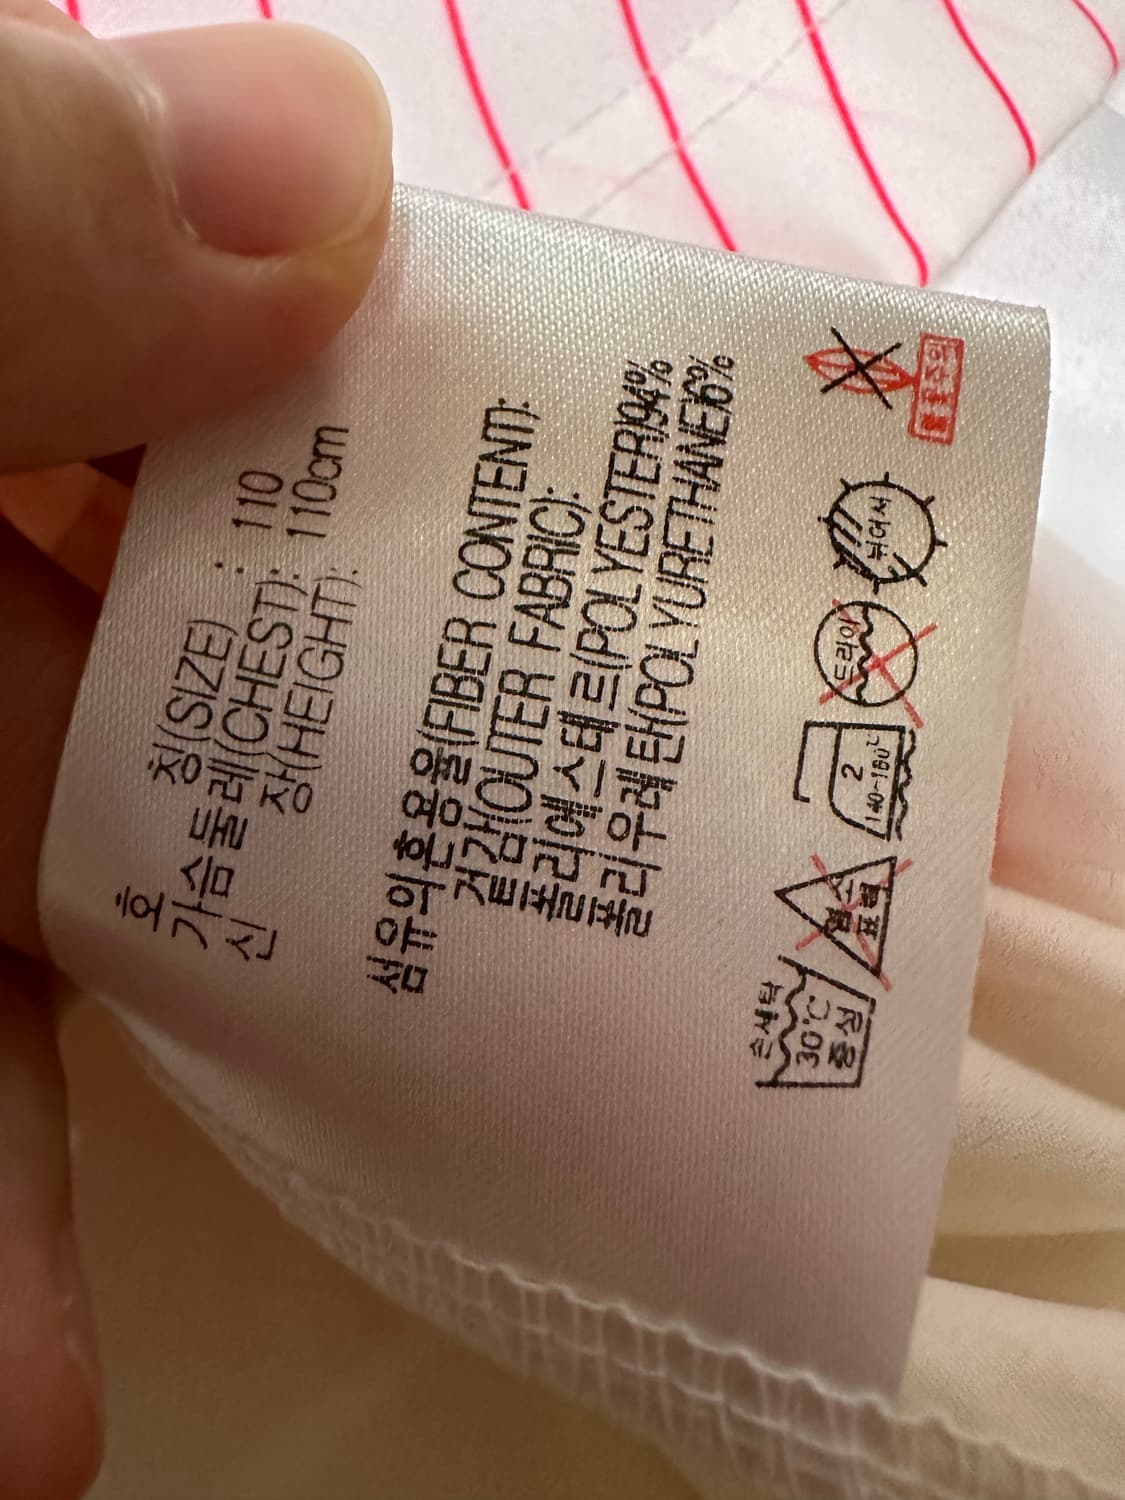 호 칭(SIZE) : 110
가슴둘레(CHEST): 110cm
신 장(HEIGHT):
섬유의혼용율(FIBER CONTENT):
겉감(OUTER FABRIC):
폴리에스테르(POLYESTER)94%
폴리우레탄(POLYURETHANE)6%
손세탁
30℃
중성
염소
표백
2
140~160℃
드라이
뉘어서